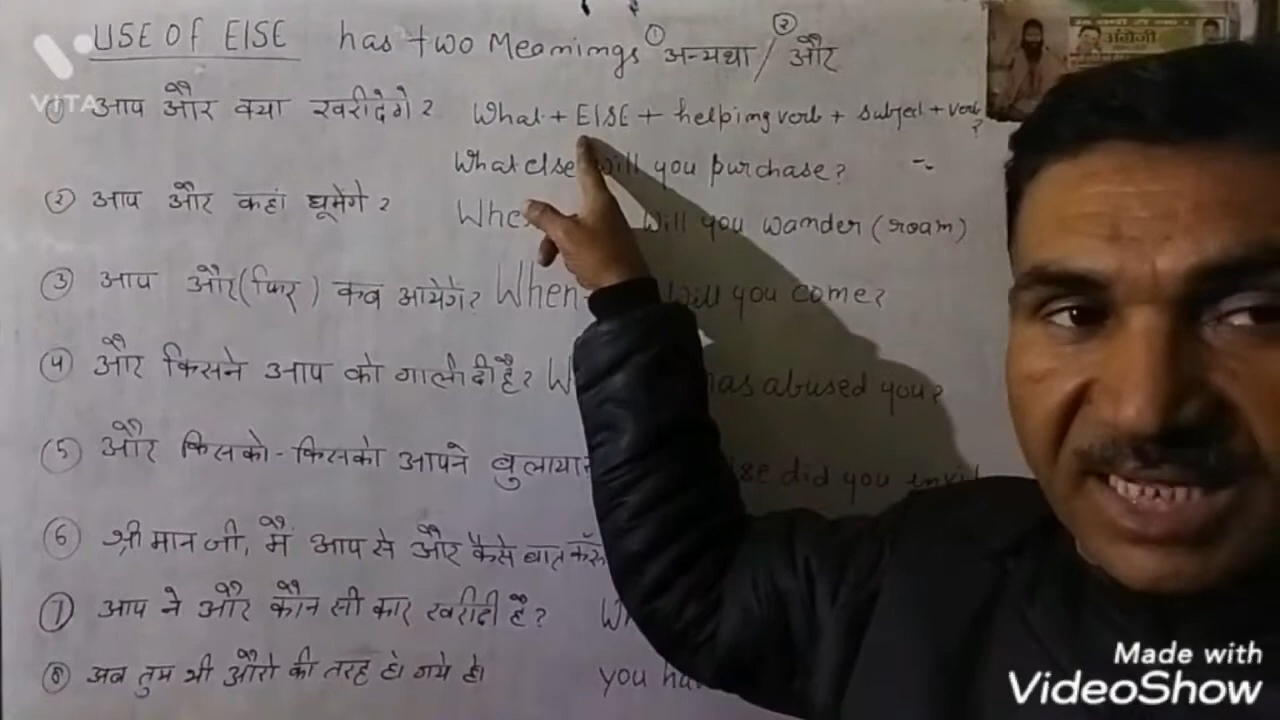 USE OF ElSE has two Meanings ① अन्यथा / ② और
VITA
① आप और क्या खरीदेगे ? What + ElSE + helping verb + subject + verb ?
What else will you purchase ?
② आप और कहां घूमेगे ? will you wander (roam)
③ आप और (फिर) कब आयेगे ? When will you come ?
④ और किसने आप को गाली दी है ? has abused you ?
⑤ और किसको - किसको आपने बुलाया did you
⑥ श्री मान जी, मैं आप से और कैसे बात करूँ
⑦ आप ने और कौन सी कार खरीदी है ?
⑧ अब तुम भी औरो की तरह हो गये हो you
अंग्रेजी
Made with
VideoShow